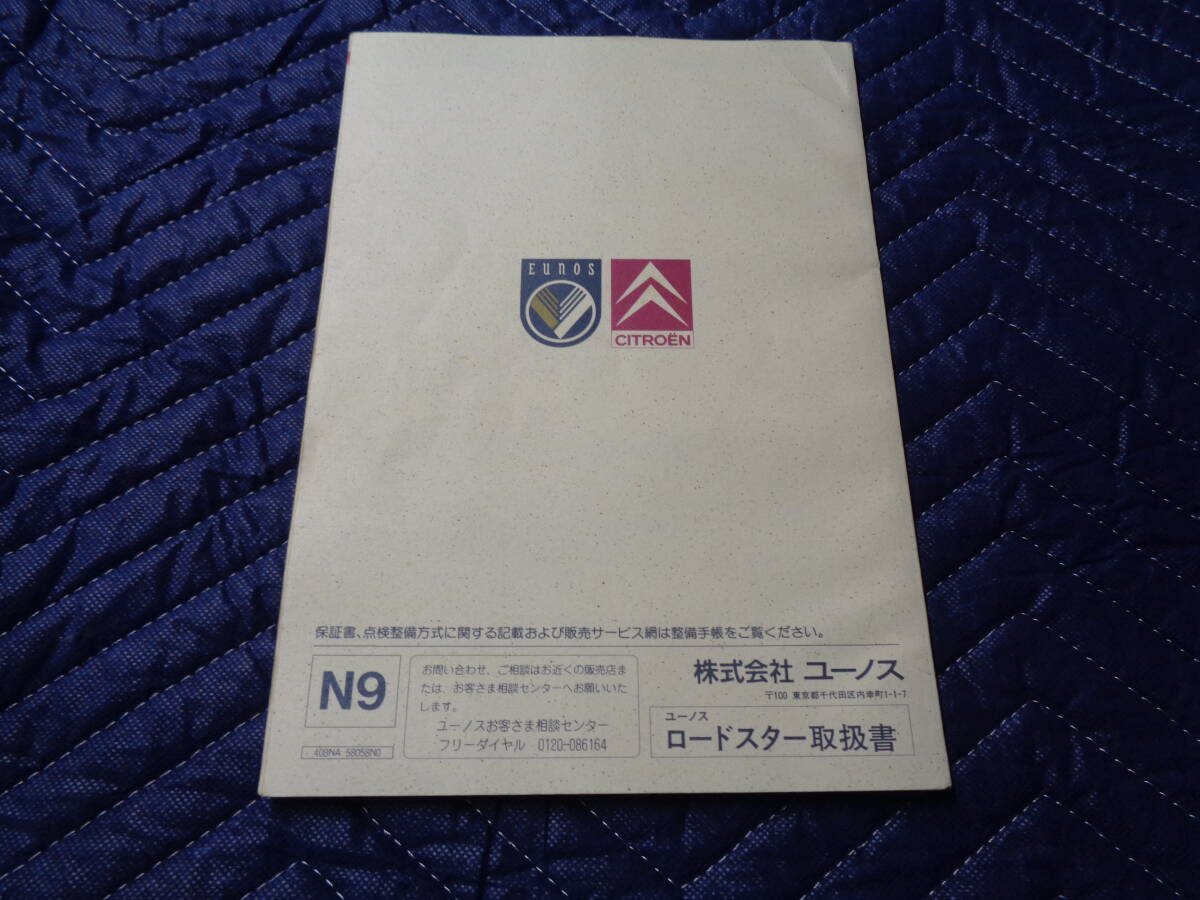 EUNOS
CITROËN
保証書、点検整備方式に関する記載および販売サービス網は整備手帳をご覧ください。
N9
40BNA 58058N0
お問い合わせ、ご相談はお近くの販売店ま
たは、お客さま相談センターへお願いいた
します。
ユーノスお客さま相談センター
フリーダイヤル 0120-086164
株式会社 ユーノス
〒100 東京都千代田区内幸町1-1-7
ユーノス
ロードスター取扱書